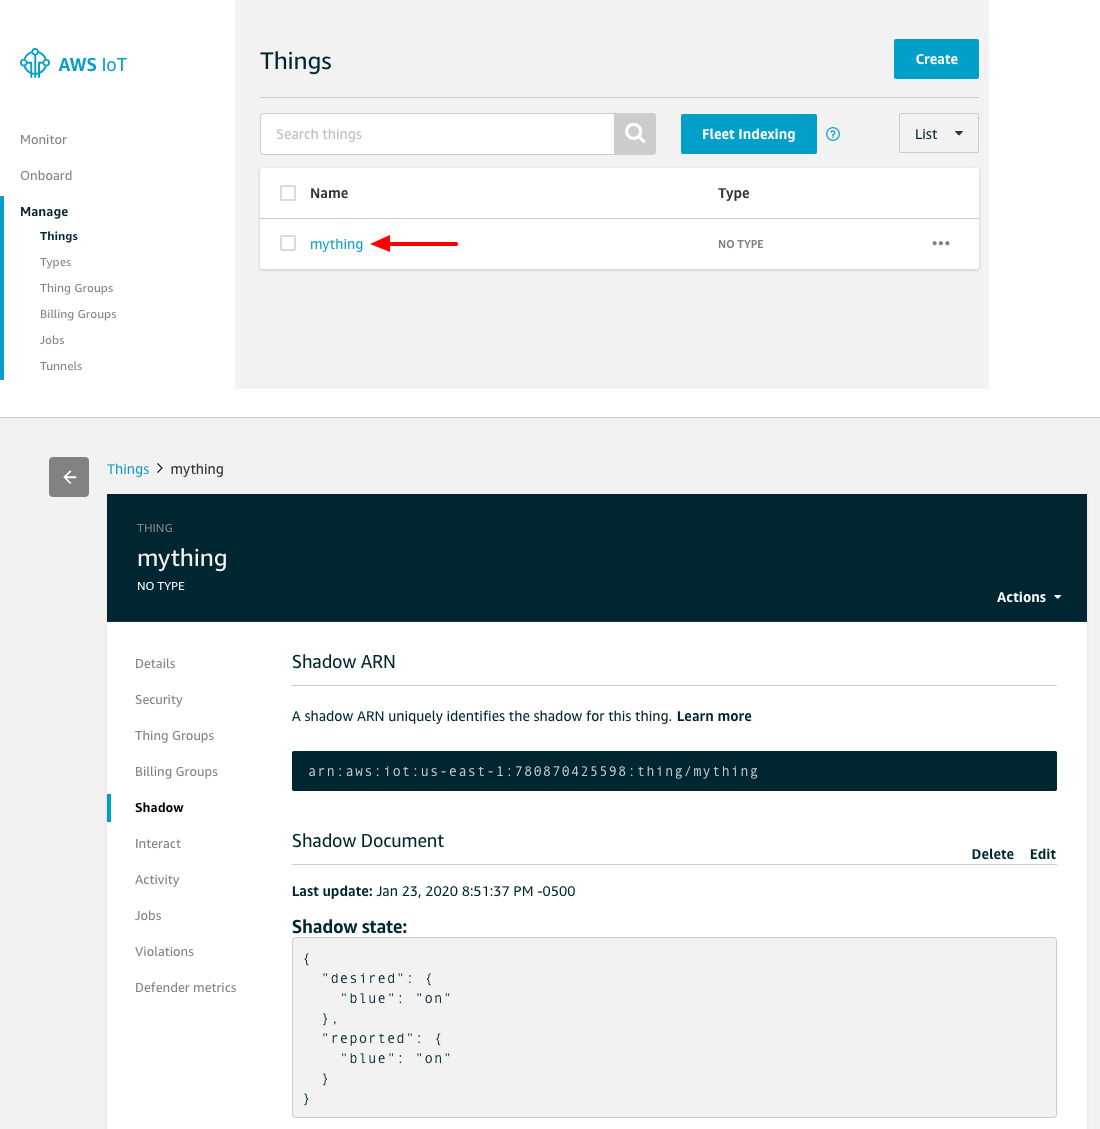 AWS IoT
Monitor
Onboard
Manage
Things
Types
Thing Groups
Billing Groups
Jobs
Tunnels
Things
Create
Search things
Fleet Indexing
?
List
Name
Type
mything
NO TYPE
Things > mything
THING
mything
NO TYPE
Actions
Details
Security
Thing Groups
Billing Groups
Shadow
Interact
Activity
Jobs
Violations
Defender metrics
Shadow ARN
A shadow ARN uniquely identifies the shadow for this thing. Learn more
arn:aws:iot:us-east-1:780870425598:thing/mything
Shadow Document
Delete Edit
Last update: Jan 23, 2020 8:51:37 PM -0500
Shadow state:
{
  "desired": {
    "blue": "on"
  },
  "reported": {
    "blue": "on"
  }
}